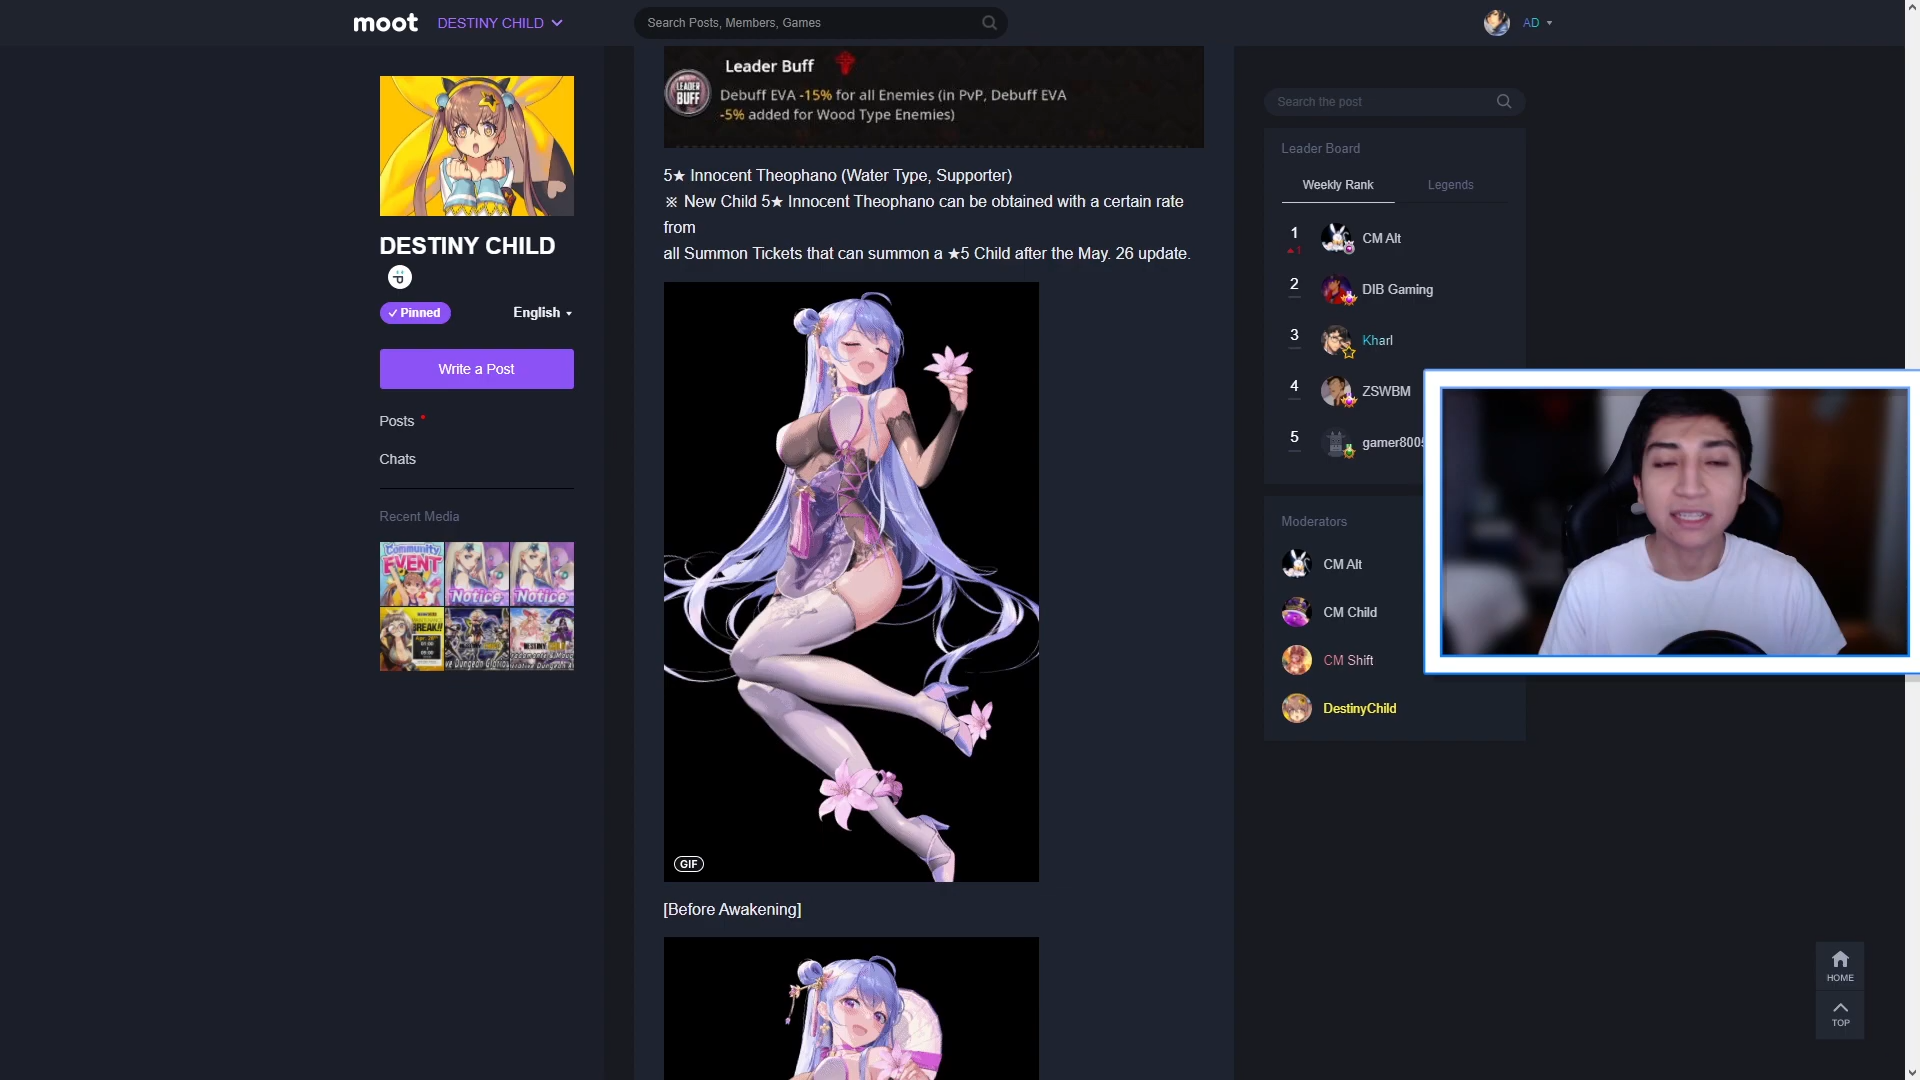 moot
DESTINY CHILD
Search Posts, Members, Games
AD
DESTINY CHILD
Pinned
English
Write a Post
Posts
Chats
Recent Media
Community
EVENT
Notice
Notice
BREAK!!
LEADER
BUFF
Leader Buff
Debuff EVA -15% for all Enemies (in PvP, Debuff EVA
-5% added for Wood Type Enemies)
5★ Innocent Theophano (Water Type, Supporter)
※ New Child 5★ Innocent Theophano can be obtained with a certain rate
from
all Summon Tickets that can summon a ★5 Child after the May. 26 update.
GIF
[Before Awakening]
Search the post
Leader Board
Weekly Rank
Legends
1
1
CM Alt
2
DIB Gaming
3
Kharl
4
ZSWBM
5
gamer8005
Moderators
CM Alt
CM Child
CM Shift
DestinyChild
HOME
TOP